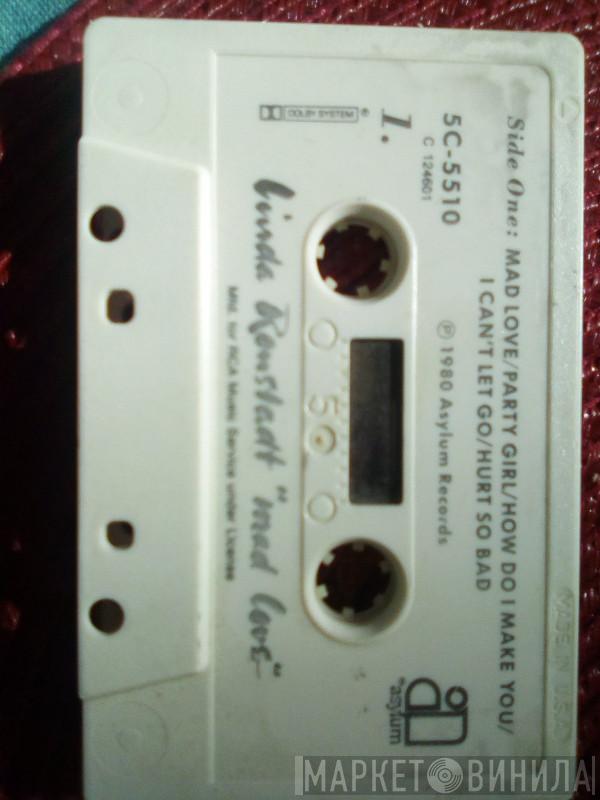 Side One: MAD LOVE/PARTY GIRL/HOW DO I MAKE YOU/
I CAN'T LET GO/HURT SO BAD
5C-5510
C 124601
℗ 1980 Asylum Records
1.
DOLBY SYSTEM®
asylum
50
Linda Ronstadt "mad love"
Mfd. for RCA Music Service under License
MADE IN U.S.A.
МАРКЕТ ВИНИЛА